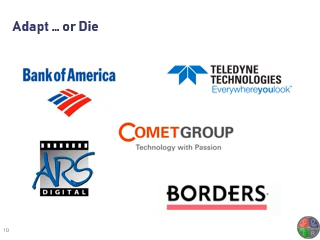 Adapt ... or Die
Bank of America
TELEDYNE
TECHNOLOGIES
Everywhereyoulook
COMETGROUP
Technology with Passion
ARS
DIGITAL
BORDERS
10